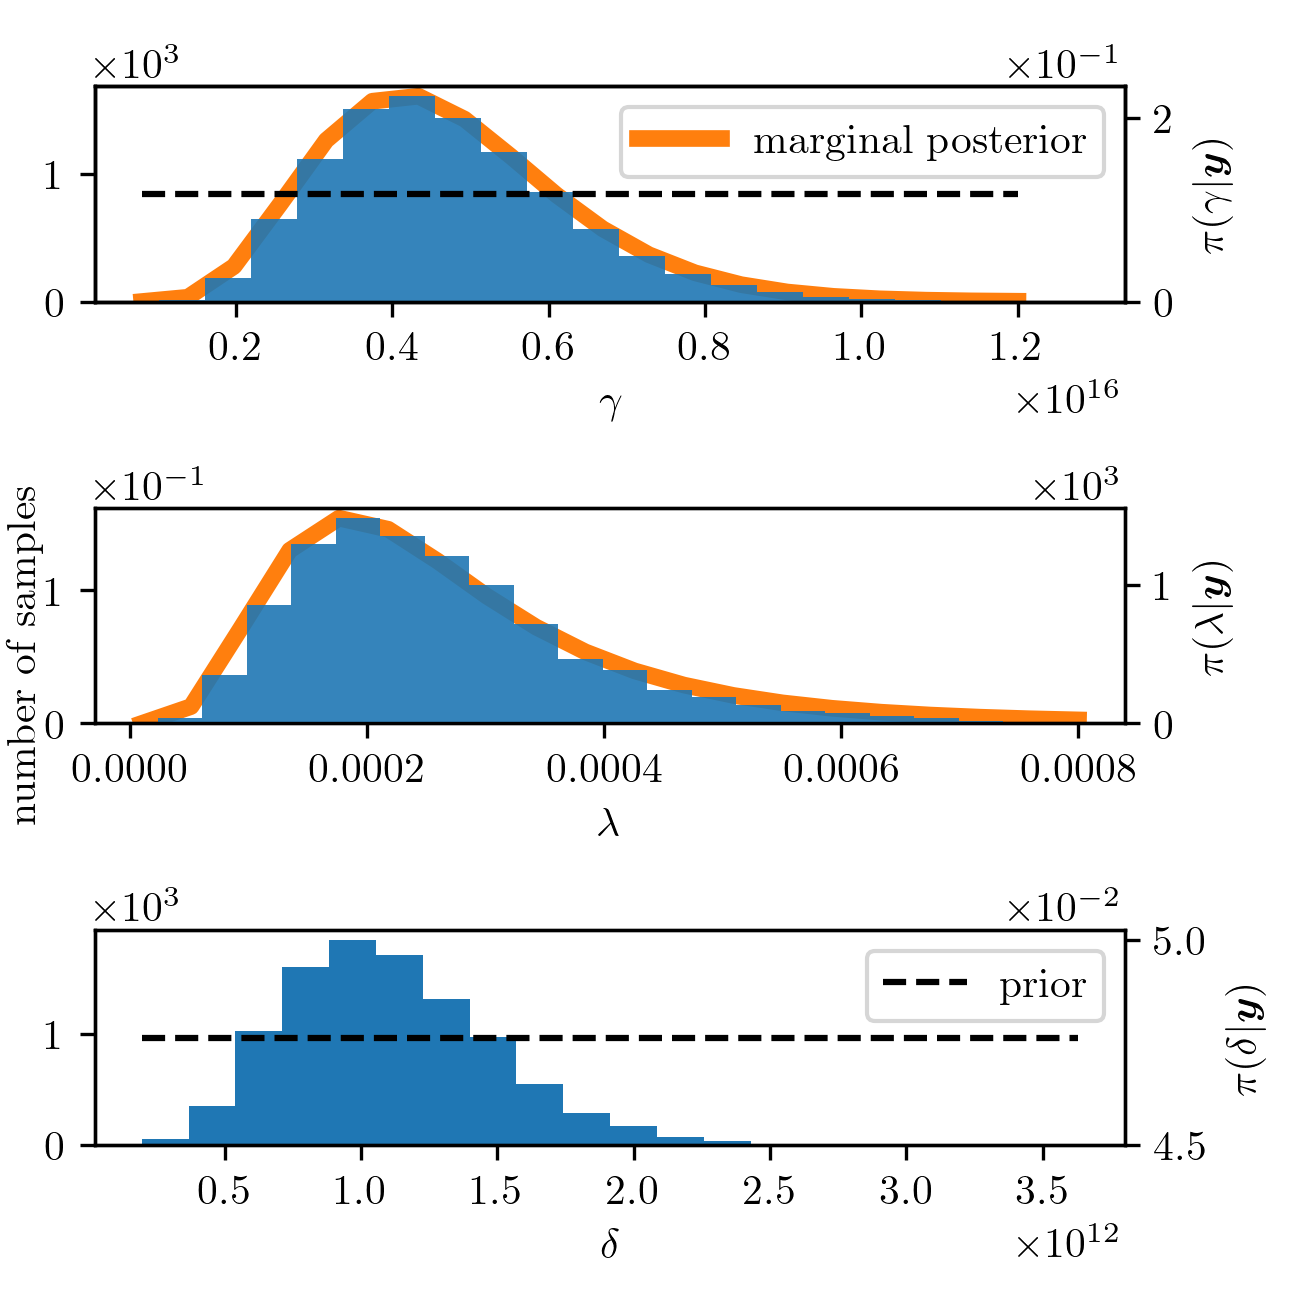 ×10³ ×10⁻¹
marginal posterior
1
0
2
0
π(γ|y)
0.2 0.4 0.6 0.8 1.0 1.2
γ
×10¹⁶
×10⁻¹ ×10³
number of samples
1
0
1
0
π(λ|y)
0.0000 0.0002 0.0004 0.0006 0.0008
λ
×10³ ×10⁻²
prior
1
0
5.0
4.5
π(δ|y)
0.5 1.0 1.5 2.0 2.5 3.0 3.5
δ
×10¹²